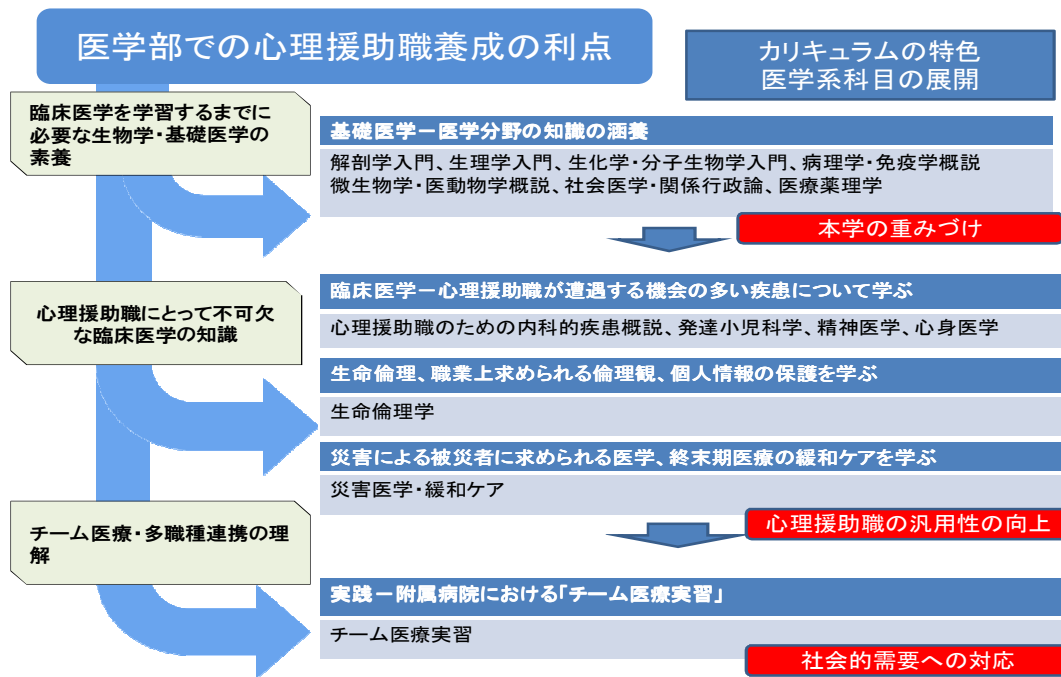 医学部での心理援助職養成の利点
カリキュラムの特色
医学系科目の展開
臨床医学を学習するまでに
必要な生物学・基礎医学の
素養
基礎医学－医学分野の知識の涵養
解剖学入門、生理学入門、生化学・分子生物学入門、病理学・免疫学概説
微生物学・医動物学概説、社会医学・関係行政論、医療薬理学
本学の重みづけ
心理援助職にとって不可欠
な臨床医学の知識
臨床医学－心理援助職が遭遇する機会の多い疾患について学ぶ
心理援助職のための内科的疾患概説、発達小児科学、精神医学、心身医学
生命倫理、職業上求められる倫理観、個人情報の保護を学ぶ
生命倫理学
災害による被災者に求められる医学、終末期医療の緩和ケアを学ぶ
災害医学・緩和ケア
心理援助職の汎用性の向上
チーム医療・多職種連携の理
解
実践－附属病院における「チーム医療実習」
チーム医療実習
社会的需要への対応